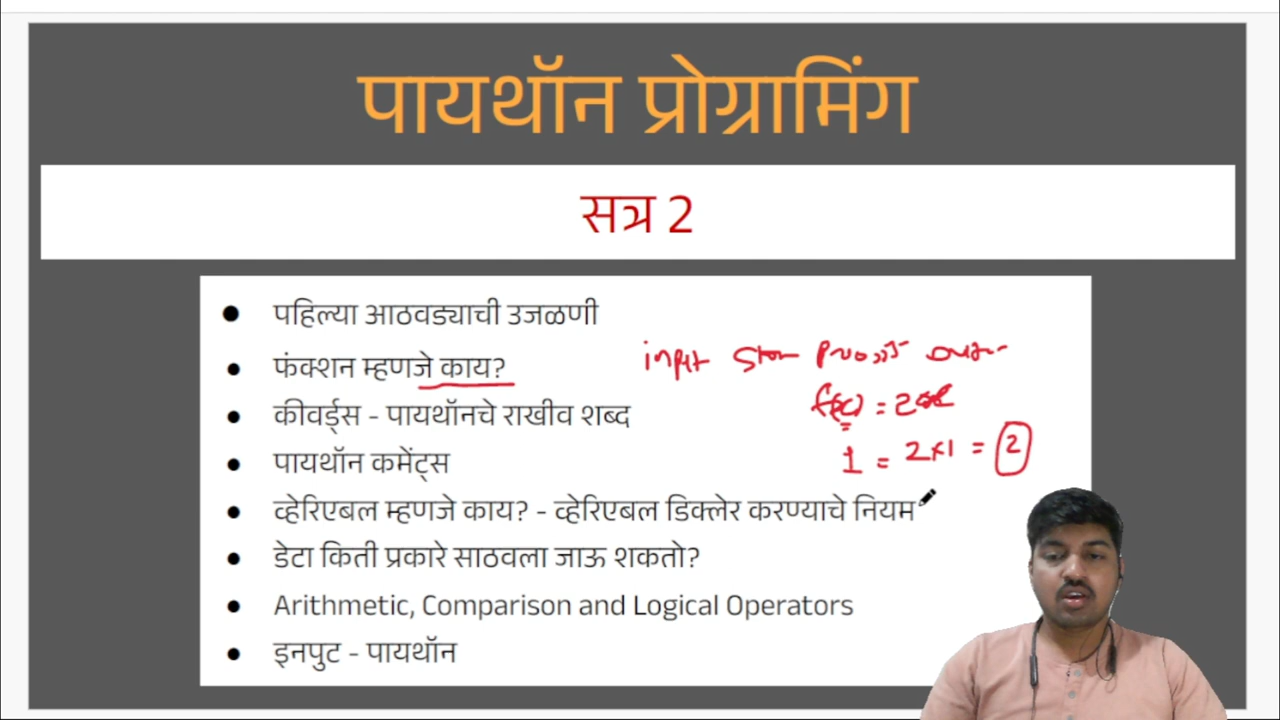 पायथॉन प्रोग्रामिंग
सत्र 2
पहिल्या आठवड्याची उजळणी
फंक्शन म्हणजे काय?
input
कीवर्ड्स - पायथॉनचे राखीव शब्द
पायथॉन कमेंट्स
1 = 2x1 = 2
व्हेरिएबल म्हणजे काय? - व्हेरिएबल डिक्लेर करण्याचे नियम
डेटा किती प्रकारे साठवला जाऊ शकतो?
Arithmetic, Comparison and Logical Operators
इनपुट - पायथॉन